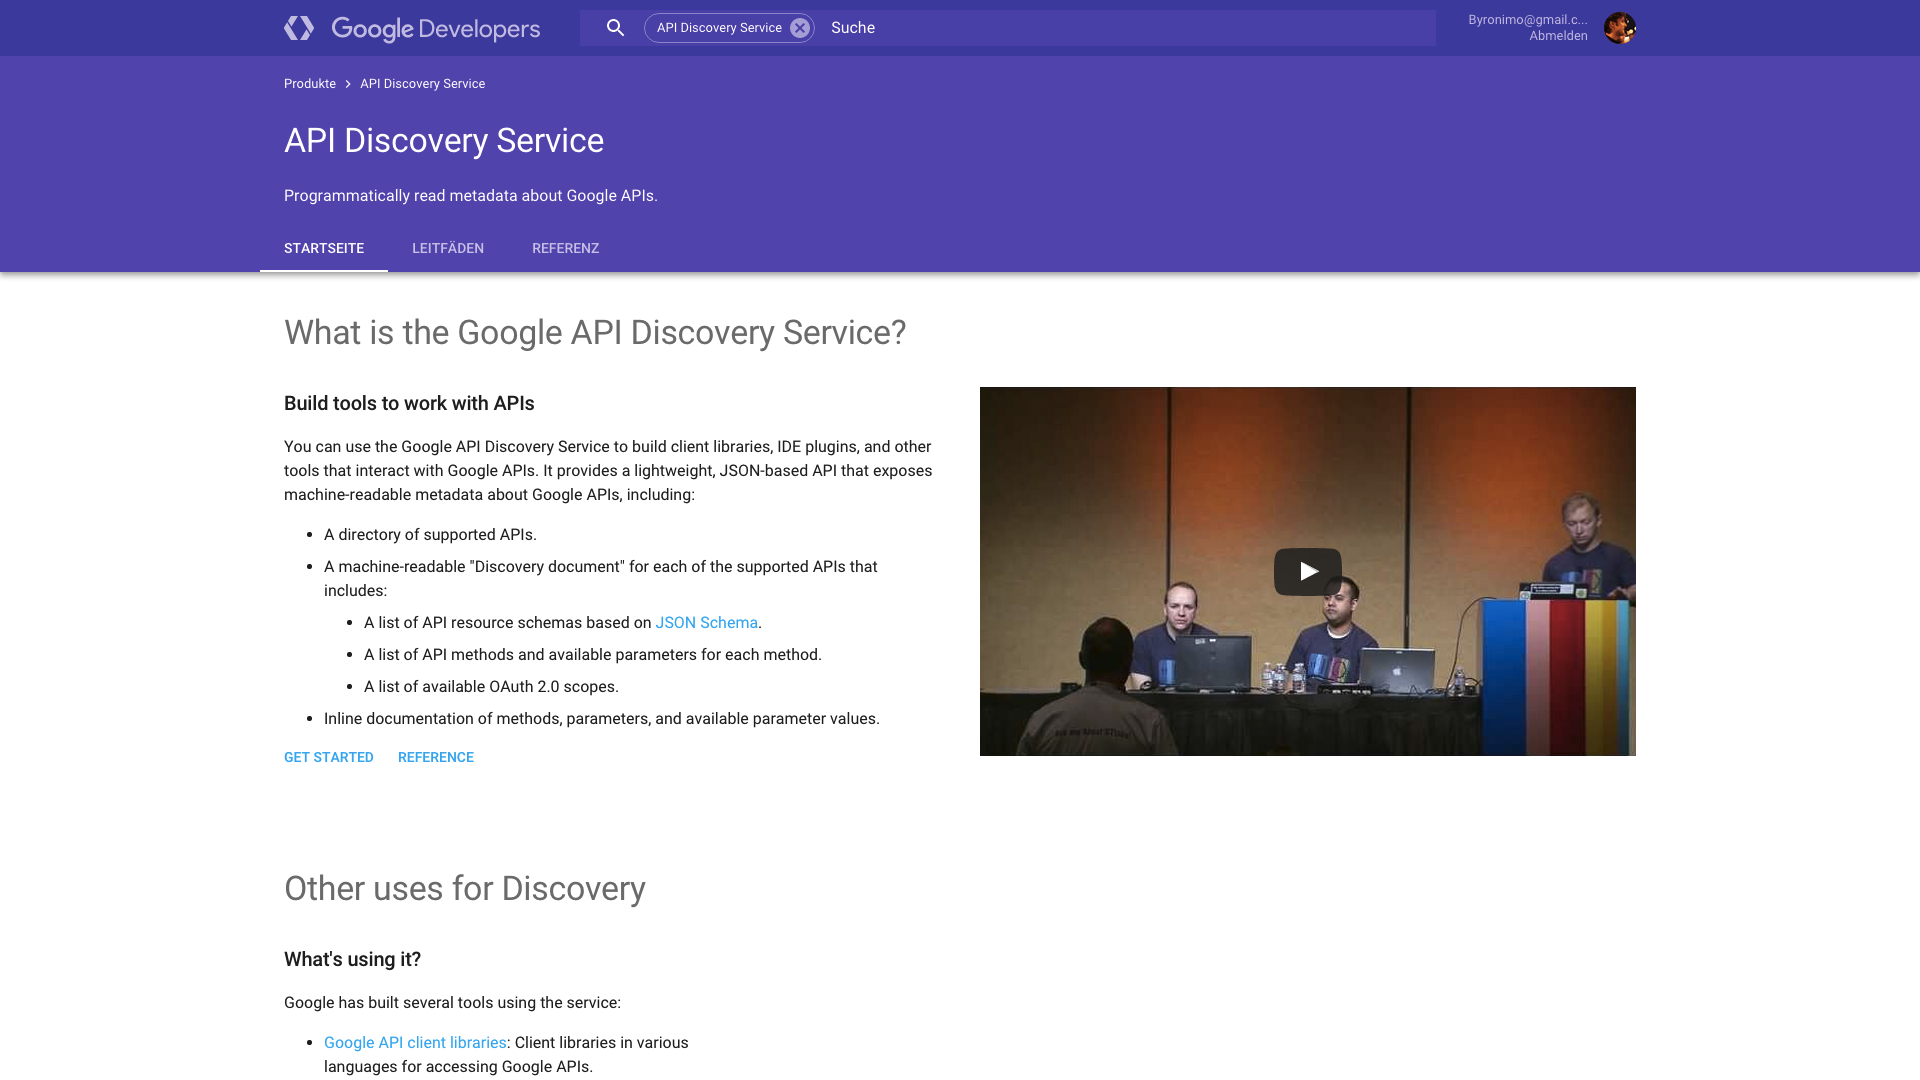 Google Developers
API Discovery Service
Suche
Byronimo@gmail.c...
Abmelden
Produkte
API Discovery Service
API Discovery Service
Programmatically read metadata about Google APIs.
STARTSEITE
LEITFÄDEN
REFERENZ
What is the Google API Discovery Service?
Build tools to work with APIs
You can use the Google API Discovery Service to build client libraries, IDE plugins, and other
tools that interact with Google APIs. It provides a lightweight, JSON-based API that exposes
machine-readable metadata about Google APIs, including:
A directory of supported APIs.
A machine-readable "Discovery document" for each of the supported APIs that
includes:
A list of API resource schemas based on JSON Schema.
A list of API methods and available parameters for each method.
A list of available OAuth 2.0 scopes.
Inline documentation of methods, parameters, and available parameter values.
GET STARTED
REFERENCE
Other uses for Discovery
What's using it?
Google has built several tools using the service:
Google API client libraries: Client libraries in various
languages for accessing Google APIs.